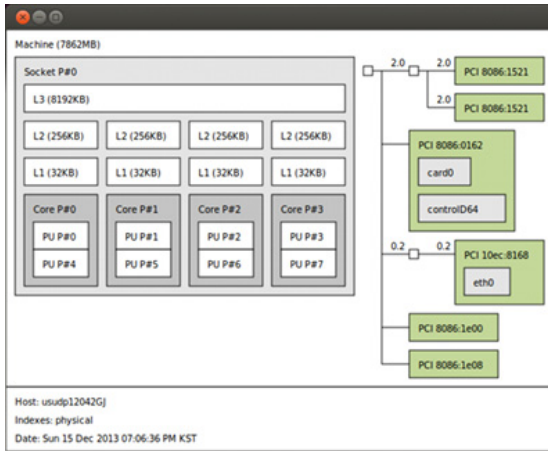 Machine (7862MB)
Socket P#0
L3 (8192KB)
L2 (256KB) L2 (256KB) L2 (256KB) L2 (256KB)
L1 (32KB) L1 (32KB) L1 (32KB) L1 (32KB)
Core P#0 Core P#1 Core P#2 Core P#3
PU P#0 PU P#1 PU P#2 PU P#3
PU P#4 PU P#5 PU P#6 PU P#7
2.0 2.0 PCI 8086:1521
2.0 PCI 8086:1521
PCI 8086:0162
card0
controlD64
0.2 0.2 PCI 10ec:8168
eth0
PCI 8086:1e00
PCI 8086:1e08
Host: usudp12042GJ
Indexes: physical
Date: Sun 15 Dec 2013 07:06:36 PM KST